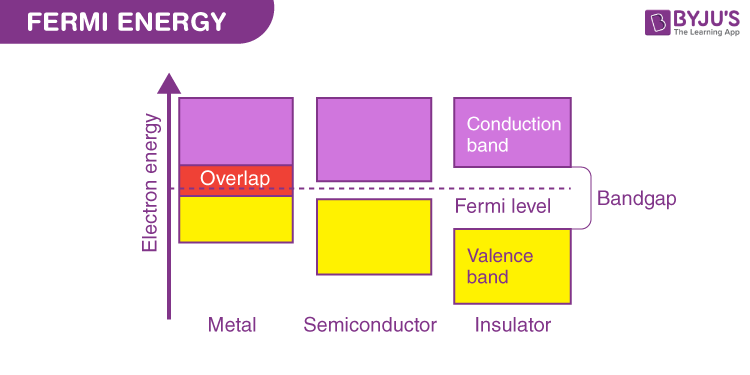 FERMI ENERGY
BYJU'S
The Learning App
Electron energy
Overlap
Conduction
band
Fermi level
Bandgap
Valence
band
Metal
Semiconductor
Insulator